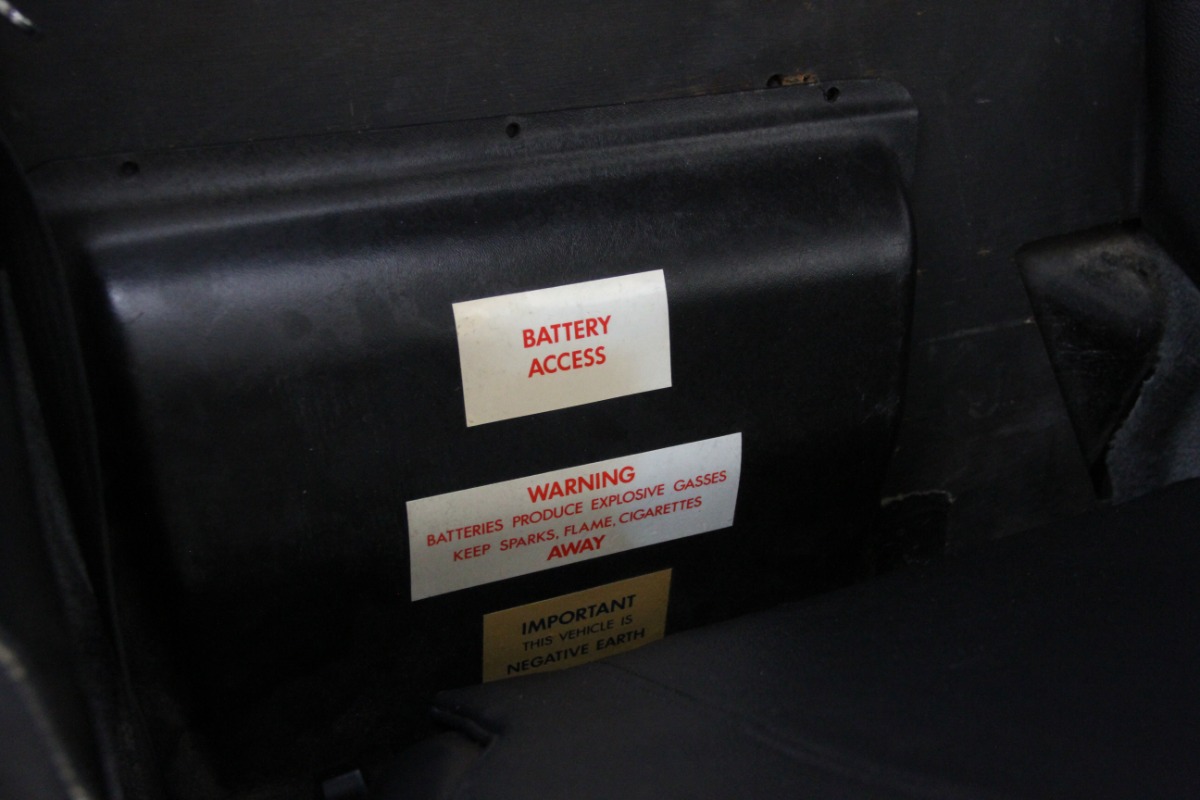 BATTERY
ACCESS
WARNING
BATTERIES PRODUCE EXPLOSIVE GASSES
KEEP SPARKS, FLAME, CIGARETTES
AWAY
IMPORTANT
THIS VEHICLE IS
NEGATIVE EARTH